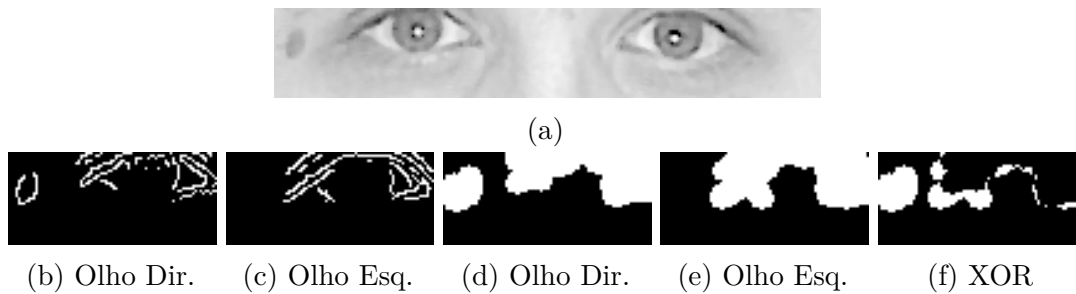 (a)
(b) Olho Dir.
(c) Olho Esq.
(d) Olho Dir.
(e) Olho Esq.
(f) XOR